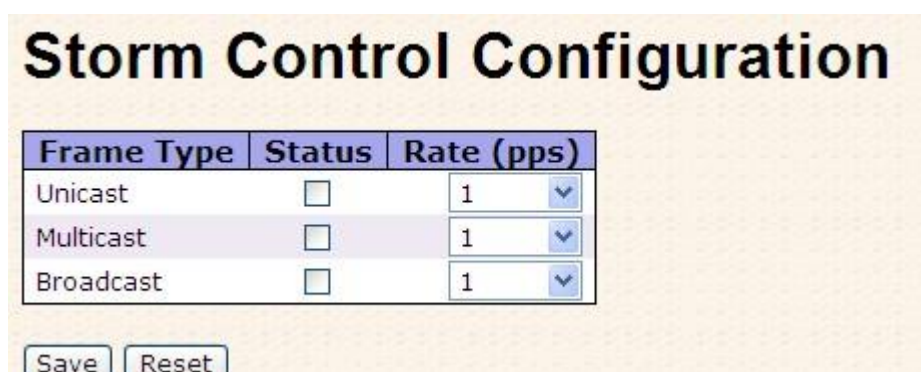 Storm Control Configuration
Frame Type Status Rate (pps)
Unicast 1
Multicast 1
Broadcast 1
Save Reset